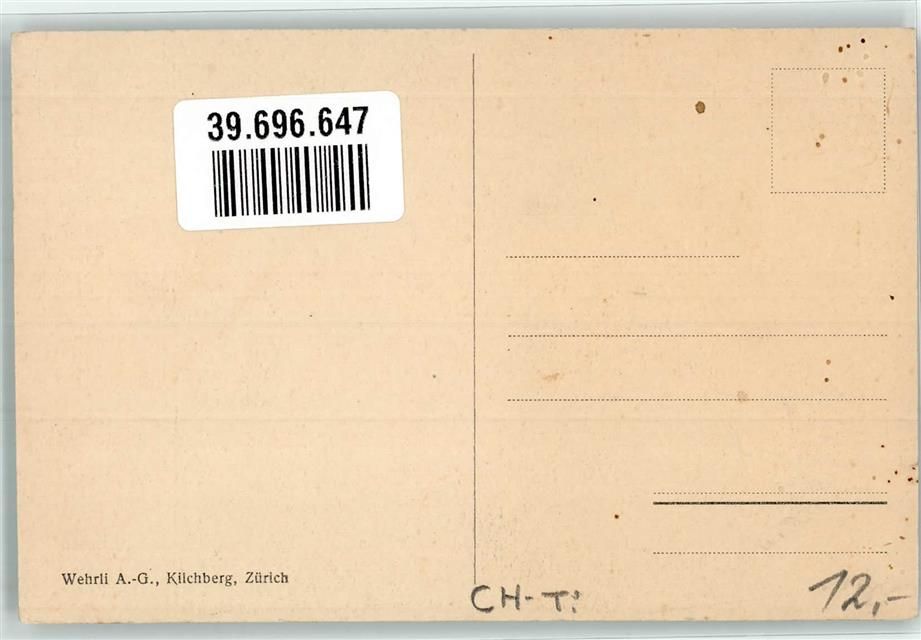 39.696.647
Wehrli A.-G., Kilchberg, Zürich
CH-Ti
12,-